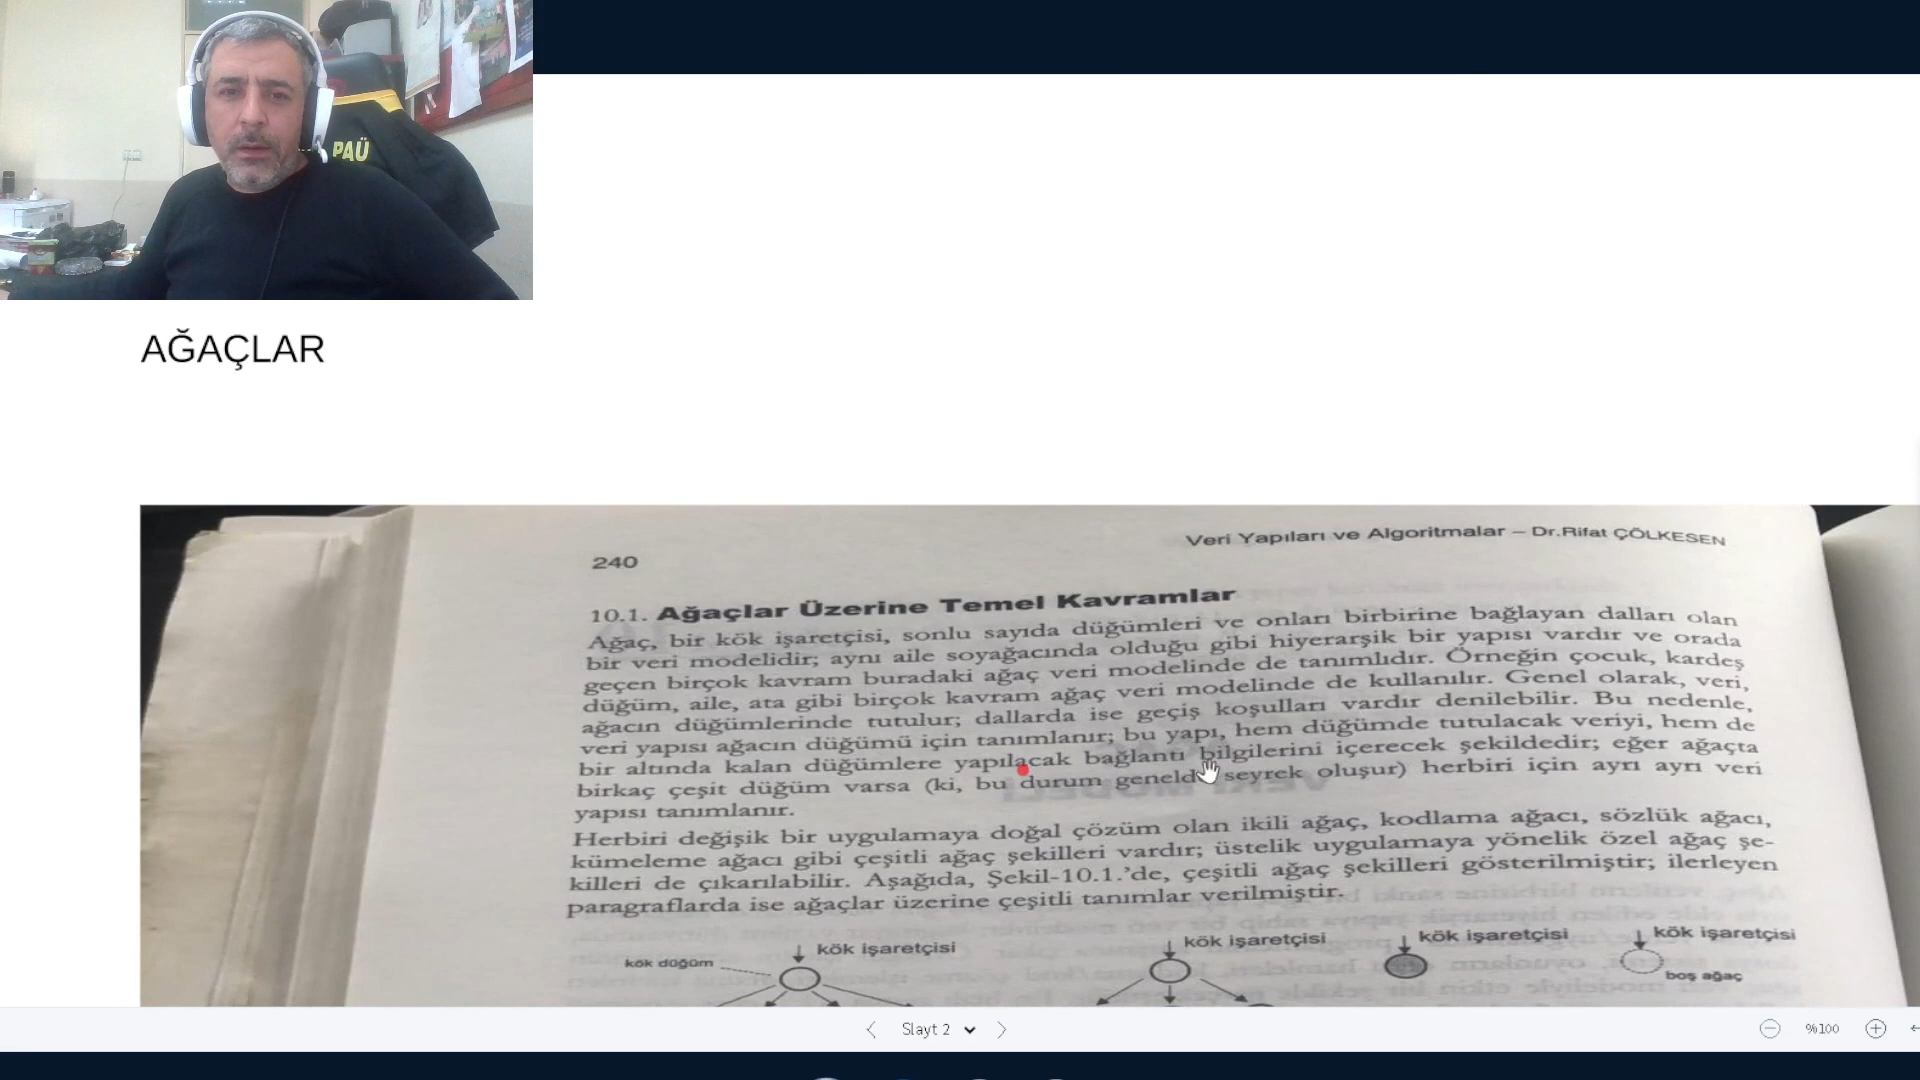 PAÜ
AĞAÇLAR
Veri Yapıları ve Algoritmalar – Dr.Rifat ÇÖLKESEN
240
10.1. Ağaçlar Üzerine Temel Kavramlar
Ağaç, bir kök işaretçisi, sonlu sayıda düğümleri ve onları birbirine bağlayan dalları olan
bir veri modelidir; aynı aile soyağacında olduğu gibi hiyerarşik bir yapısı vardır ve orada
geçen birçok kavram buradaki ağaç veri modelinde de tanımlıdır. Örneğin çocuk, kardeş
düğüm, aile, ata gibi birçok kavram ağaç veri modelinde de kullanılır. Genel olarak, veri,
ağacın düğümlerinde tutulur; dallarda ise geçiş koşulları vardır denilebilir. Bu nedenle,
veri yapısı ağacın düğümü için tanımlanır; bu yapı, hem düğümde tutulacak veriyi, hem de
bir altında kalan düğümlere yapılacak bağlantı bilgilerini içerecek şekildedir; eğer ağaçta
birkaç çeşit düğüm varsa (ki, bu durum genelde seyrek oluşur) herbiri için ayrı ayrı veri
yapısı tanımlanır.
Herbiri değişik bir uygulamaya doğal çözüm olan ikili ağaç, kodlama ağacı, sözlük ağacı,
kümeleme ağacı gibi çeşitli ağaç şekilleri vardır; üstelik uygulamaya yönelik özel ağaç şe-
killeri de çıkarılabilir. Aşağıda, Şekil-10.1.'de, çeşitli ağaç şekilleri gösterilmiştir; ilerleyen
paragraflarda ise ağaçlar üzerine çeşitli tanımlar verilmiştir.
kök işaretçisi kök işaretçisi kök işaretçisi kök işaretçisi
kök düğüm
boş ağaç
Slayt 2
%100